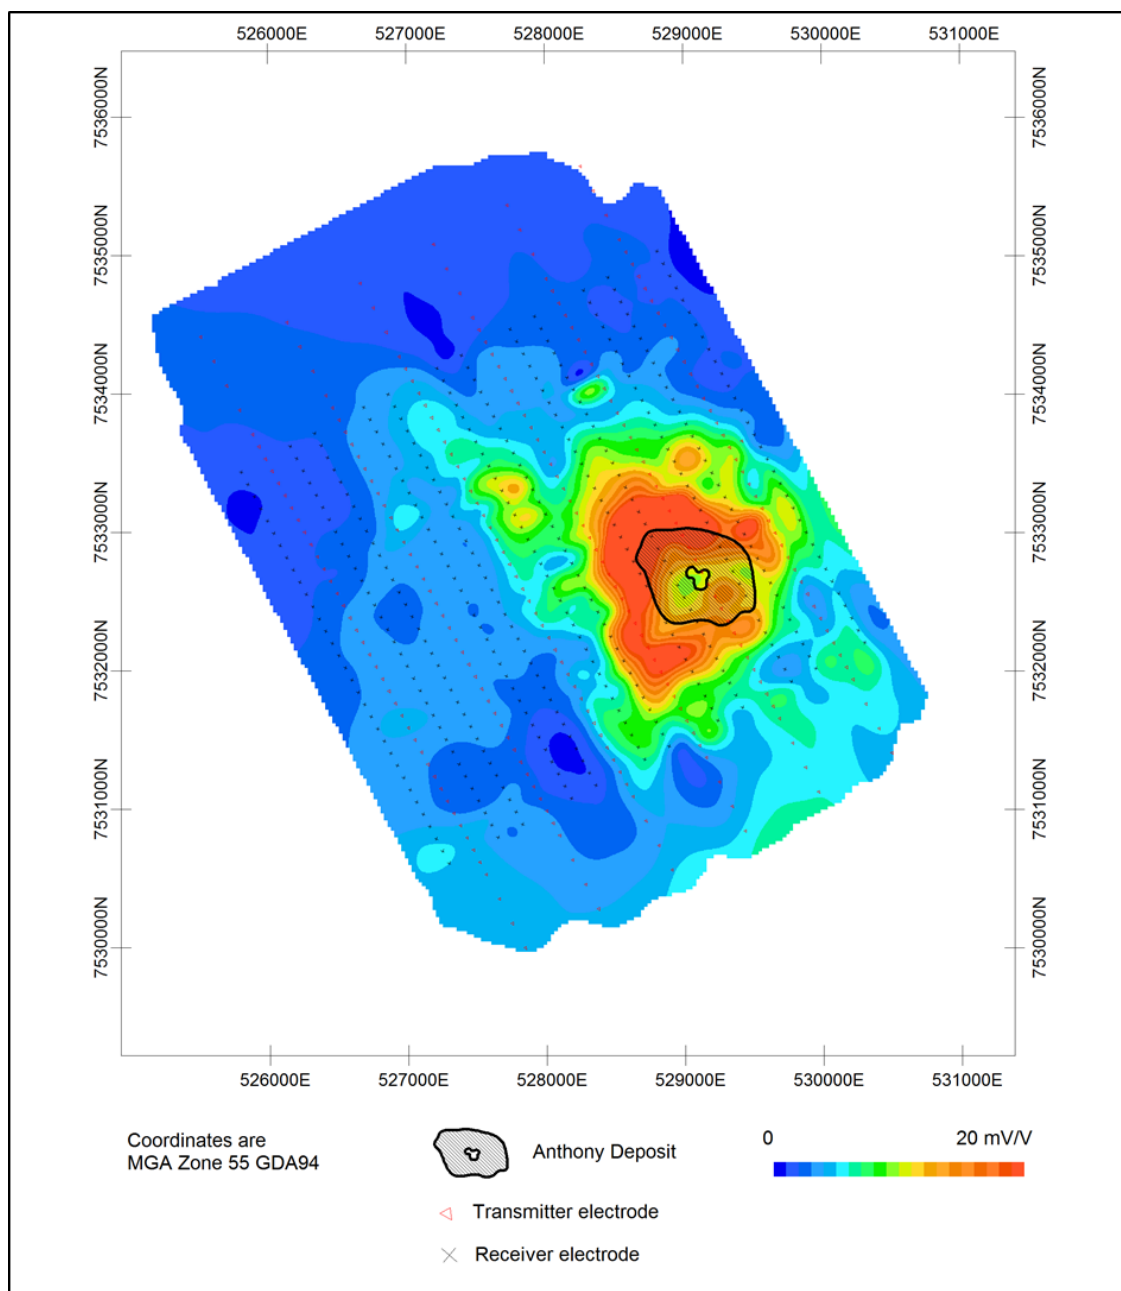 526000E 527000E 528000E 529000E 530000E 531000E
7536000N 7536000N
7535000N 7535000N
7534000N 7534000N
7533000N 7533000N
7532000N 7532000N
7531000N 7531000N
7530000N 7530000N
526000E 527000E 528000E 529000E 530000E 531000E
Coordinates are
MGA Zone 55 GDA94
Anthony Deposit
0 20 mV/V
Transmitter electrode
Receiver electrode